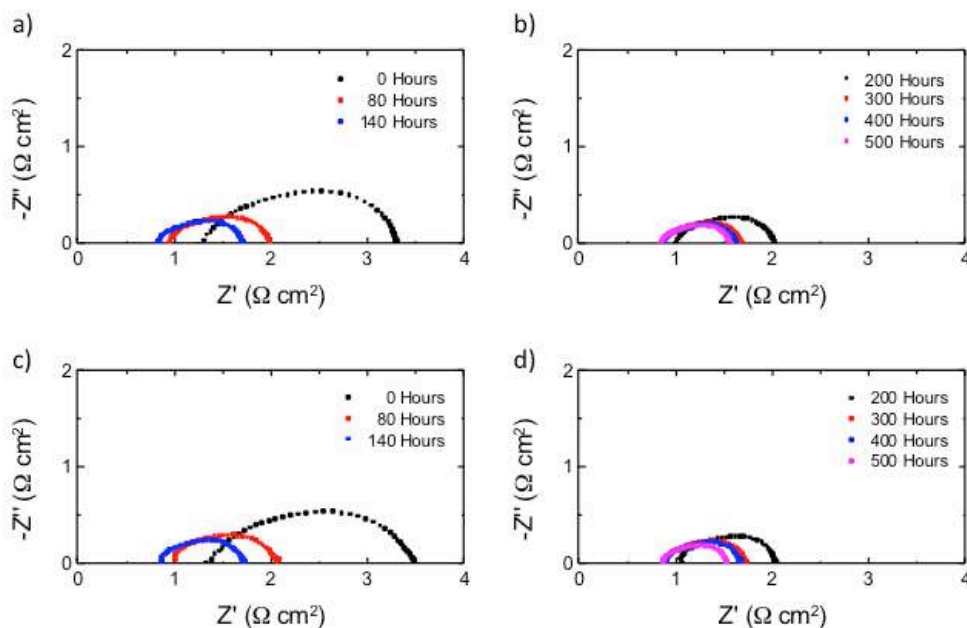 a)
2
1
0
-Z'' (Ω cm²)
0 Hours
80 Hours
140 Hours
0 1 2 3 4
Z' (Ω cm²)
b)
2
1
0
-Z'' (Ω cm²)
200 Hours
300 Hours
400 Hours
500 Hours
0 1 2 3 4
Z' (Ω cm²)
c)
2
1
0
-Z'' (Ω cm²)
0 Hours
80 Hours
140 Hours
0 1 2 3 4
Z' (Ω cm²)
d)
2
1
0
-Z'' (Ω cm²)
200 Hours
300 Hours
400 Hours
500 Hours
0 1 2 3 4
Z' (Ω cm²)